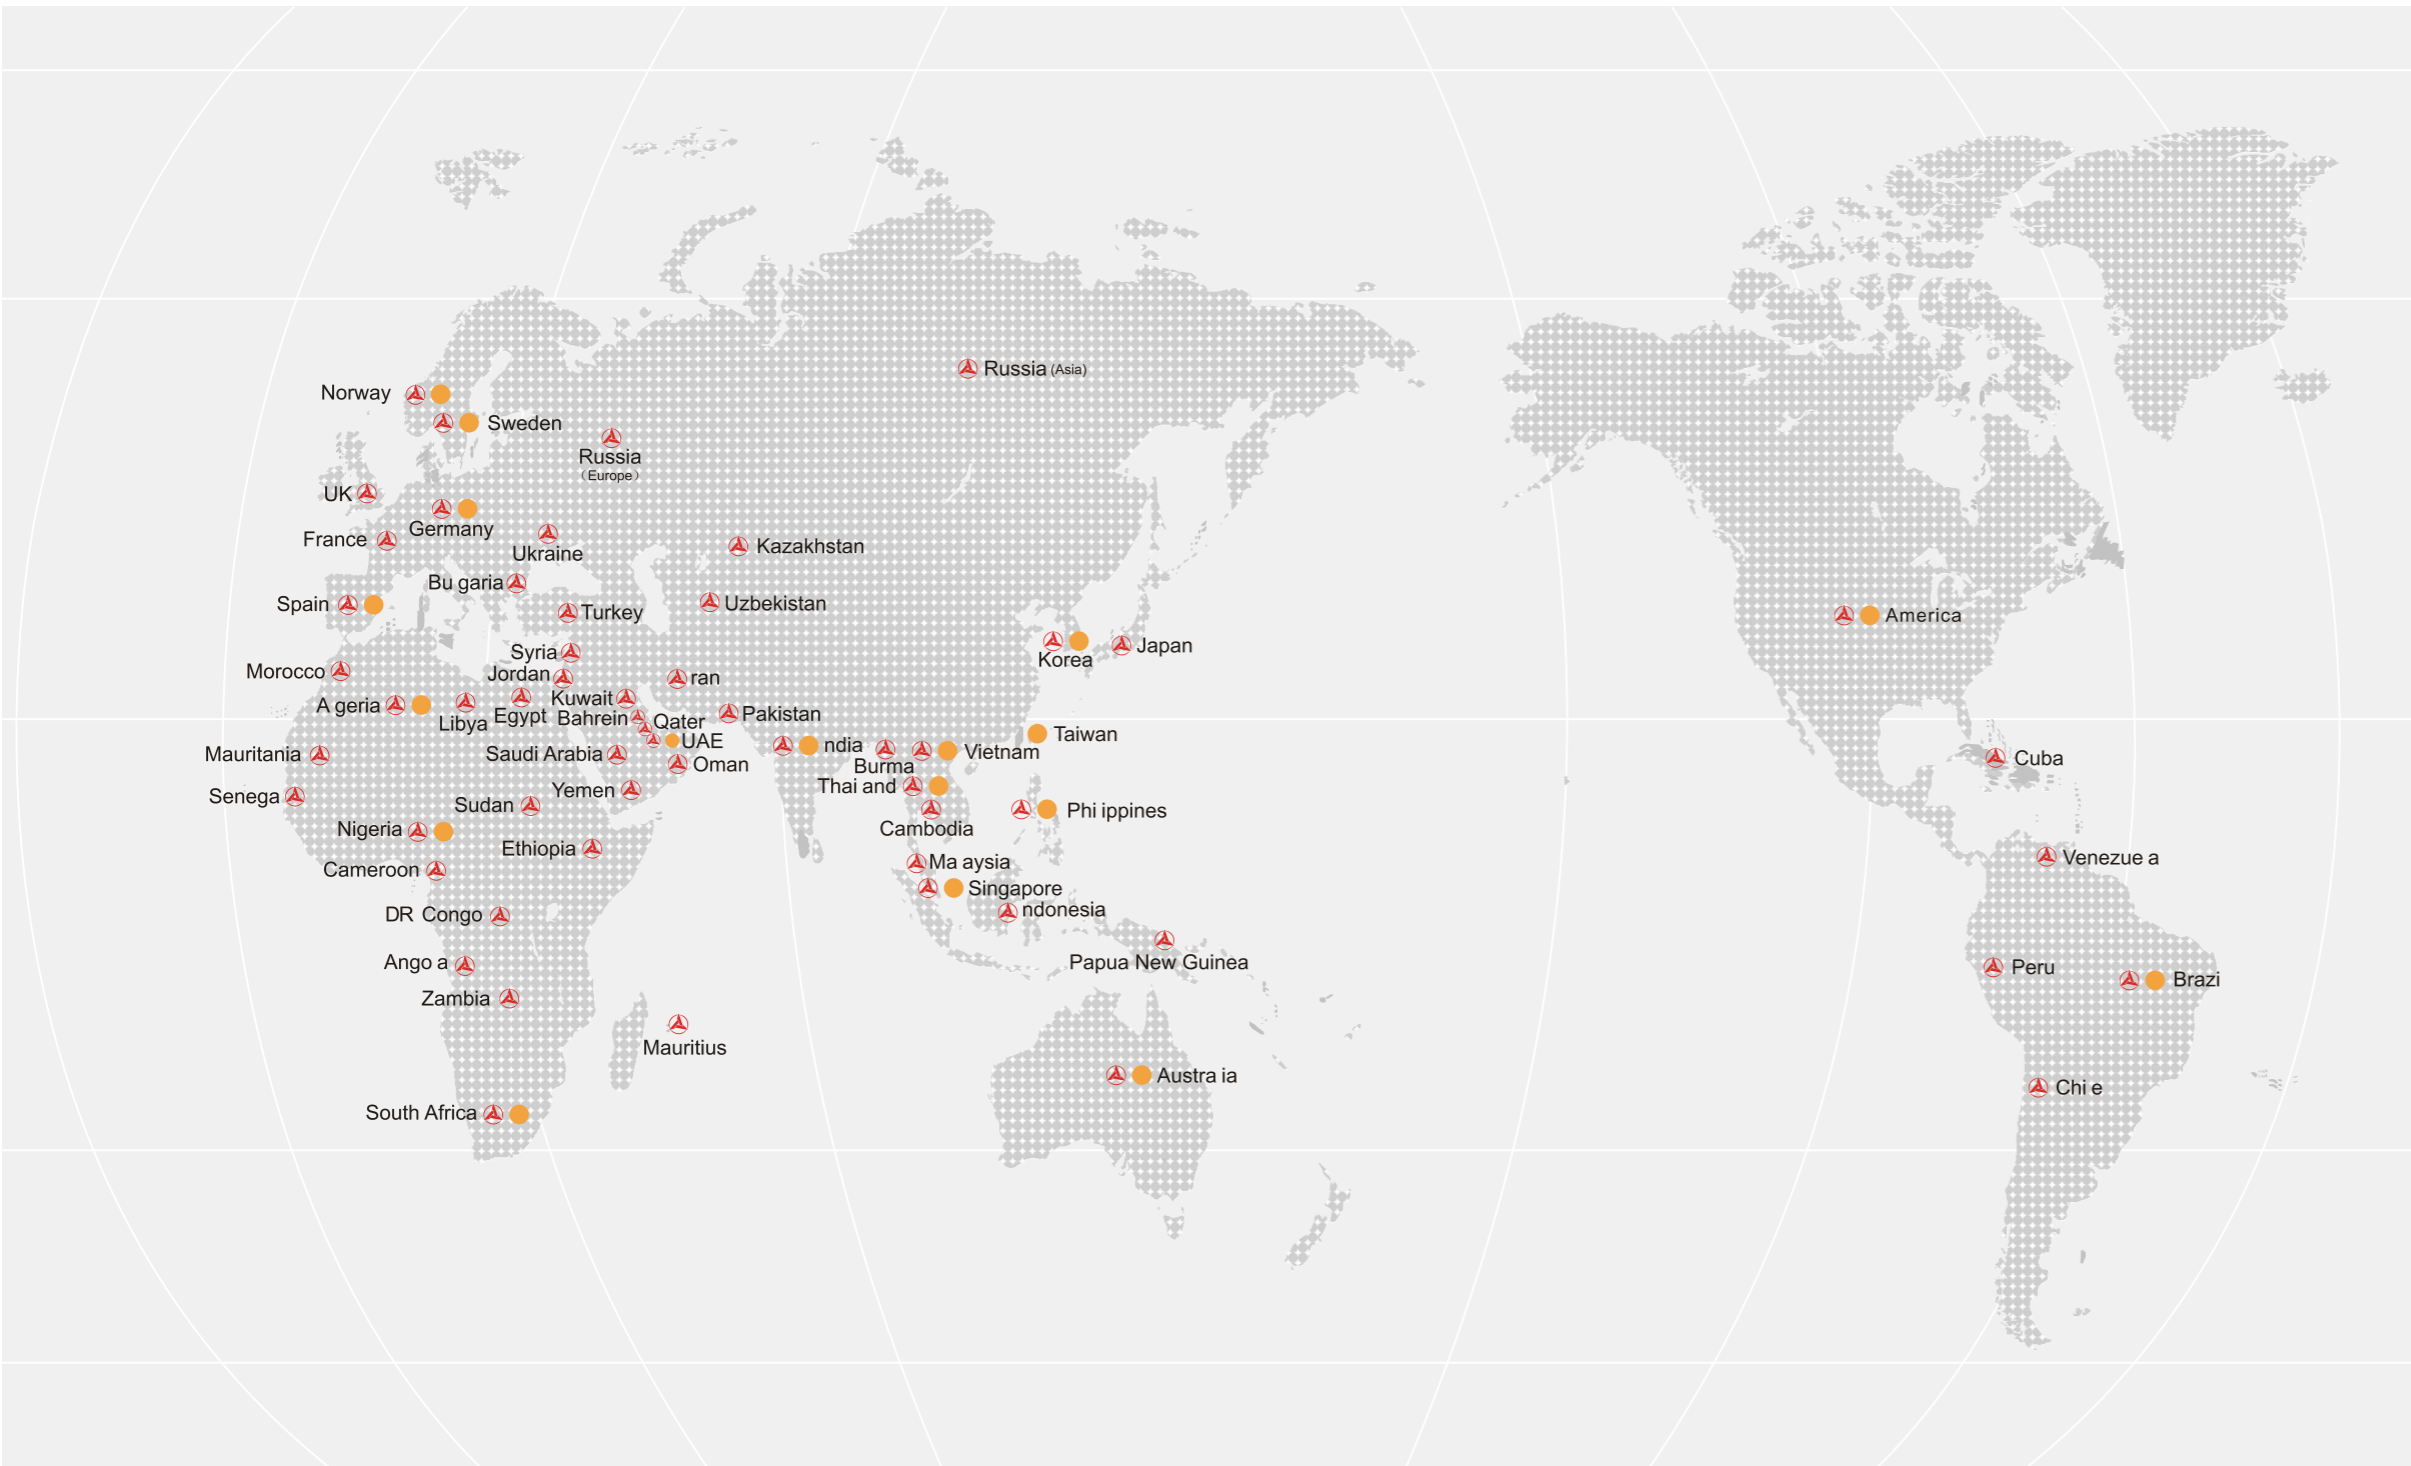 Russia (Asia)
Norway
Sweden
Russia
(Europe)
UK
Germany
France
Ukraine
Kazakhstan
Bu garia
Spain
Uzbekistan
Turkey
America
Korea
Japan
Syria
Morocco
Jordan
ran
Kuwait
A geria
Libya
Egypt
Bahrein
Qater
Pakistan
Taiwan
UAE
ndia
Vietnam
Mauritania
Saudi Arabia
Oman
Burma
Cuba
Thai and
Yemen
Senega
Sudan
Phi ippines
Nigeria
Cambodia
Ethiopia
Ma aysia
Venezue a
Cameroon
Singapore
ndonesia
DR Congo
Ango a
Papua New Guinea
Peru
Brazi
Zambia
Mauritius
Austra ia
Chi e
South Africa